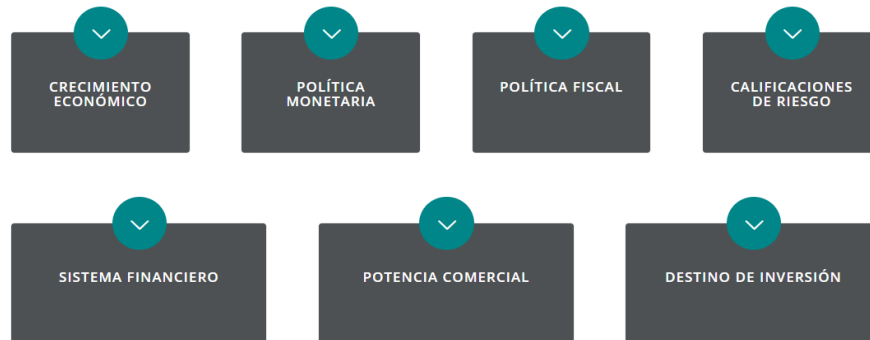 CRECIMIENTO
ECONÓMICO
POLÍTICA
MONETARIA
POLÍTICA FISCAL
CALIFICACIONES
DE RIESGO
SISTEMA FINANCIERO
POTENCIA COMERCIAL
DESTINO DE INVERSIÓN